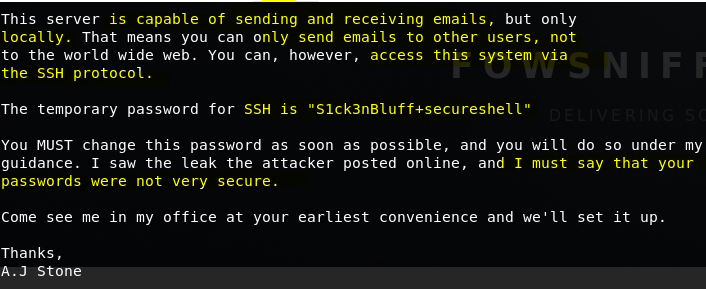 This server is capable of sending and receiving emails, but only
locally. That means you can only send emails to other users, not
to the world wide web. You can, however, access this system via
the SSH protocol.
The temporary password for SSH is "S1ck3nBluff+secureshell"
You MUST change this password as soon as possible, and you will do so under my
guidance. I saw the leak the attacker posted online, and I must say that your
passwords were not very secure.
Come see me in my office at your earliest convenience and we'll set it up.
Thanks,
A.J Stone
FOWSNIFF
DELIVERING SO